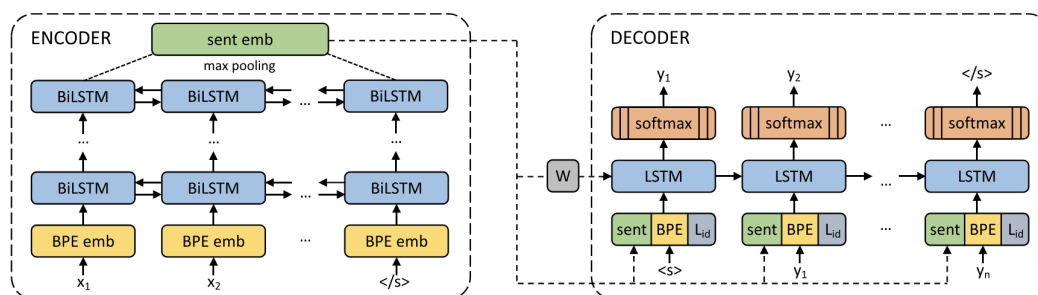 ENCODER
sent emb
max pooling
BiLSTM BiLSTM ... BiLSTM
... ... ...
BiLSTM BiLSTM ... BiLSTM
BPE emb BPE emb ... BPE emb
x1 x2 </s>
W
DECODER
y1 y2 </s>
softmax softmax ... softmax
LSTM LSTM ... LSTM
sent BPE Lid sent BPE Lid sent BPE Lid
<s> y1 yn